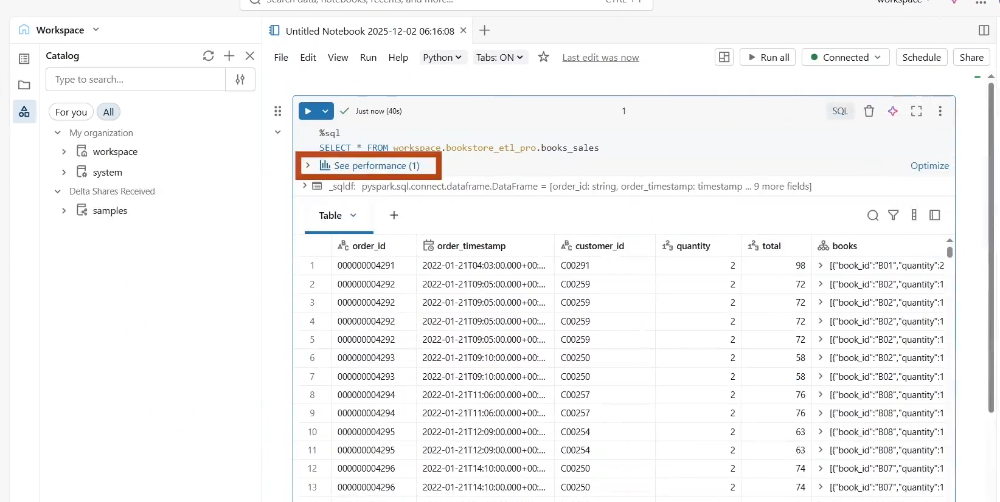 Search data, notebooks, recents, and more...
CTRL + P
workspace
Workspace
Untitled Notebook 2025-12-02 06:16:08
Catalog
File Edit View Run Help Python Tabs: ON Last edit was now
Run all Connected Schedule Share
Type to search...
For you All
My organization
workspace
system
Delta Shares Received
samples
Just now (40s) 1 SQL
%sql
SELECT * FROM workspace.bookstore_etl_pro.books_sales
See performance (1) Optimize
_sqldf: pyspark.sql.connect.dataframe.DataFrame = [order_id: string, order_timestamp: timestamp ... 9 more fields]
Table
order_id order_timestamp customer_id quantity total books
1 000000004291 2022-01-21T04:03:00.000+00:... C00291 2 98 [{"book_id":"B01","quantity":2
2 000000004292 2022-01-21T09:05:00.000+00:... C00259 2 72 [{"book_id":"B02","quantity":1
3 000000004292 2022-01-21T09:05:00.000+00:... C00259 2 72 [{"book_id":"B02","quantity":1
4 000000004292 2022-01-21T09:05:00.000+00:... C00259 2 72 [{"book_id":"B02","quantity":1
5 000000004292 2022-01-21T09:05:00.000+00:... C00259 2 72 [{"book_id":"B02","quantity":1
6 000000004293 2022-01-21T09:10:00.000+00:... C00250 2 58 [{"book_id":"B02","quantity":1
7 000000004293 2022-01-21T09:10:00.000+00:... C00250 2 58 [{"book_id":"B02","quantity":1
8 000000004294 2022-01-21T11:06:00.000+00:... C00257 2 76 [{"book_id":"B08","quantity":1
9 000000004294 2022-01-21T11:06:00.000+00:... C00257 2 76 [{"book_id":"B08","quantity":1
10 000000004295 2022-01-21T12:09:00.000+00:... C00254 2 63 [{"book_id":"B08","quantity":1
11 000000004295 2022-01-21T12:09:00.000+00:... C00254 2 63 [{"book_id":"B08","quantity":1
12 000000004296 2022-01-21T14:10:00.000+00:... C00250 2 74 [{"book_id":"B07","quantity":1
13 000000004296 2022-01-21T14:10:00.000+00:... C00250 2 74 [{"book_id":"B07","quantity":1